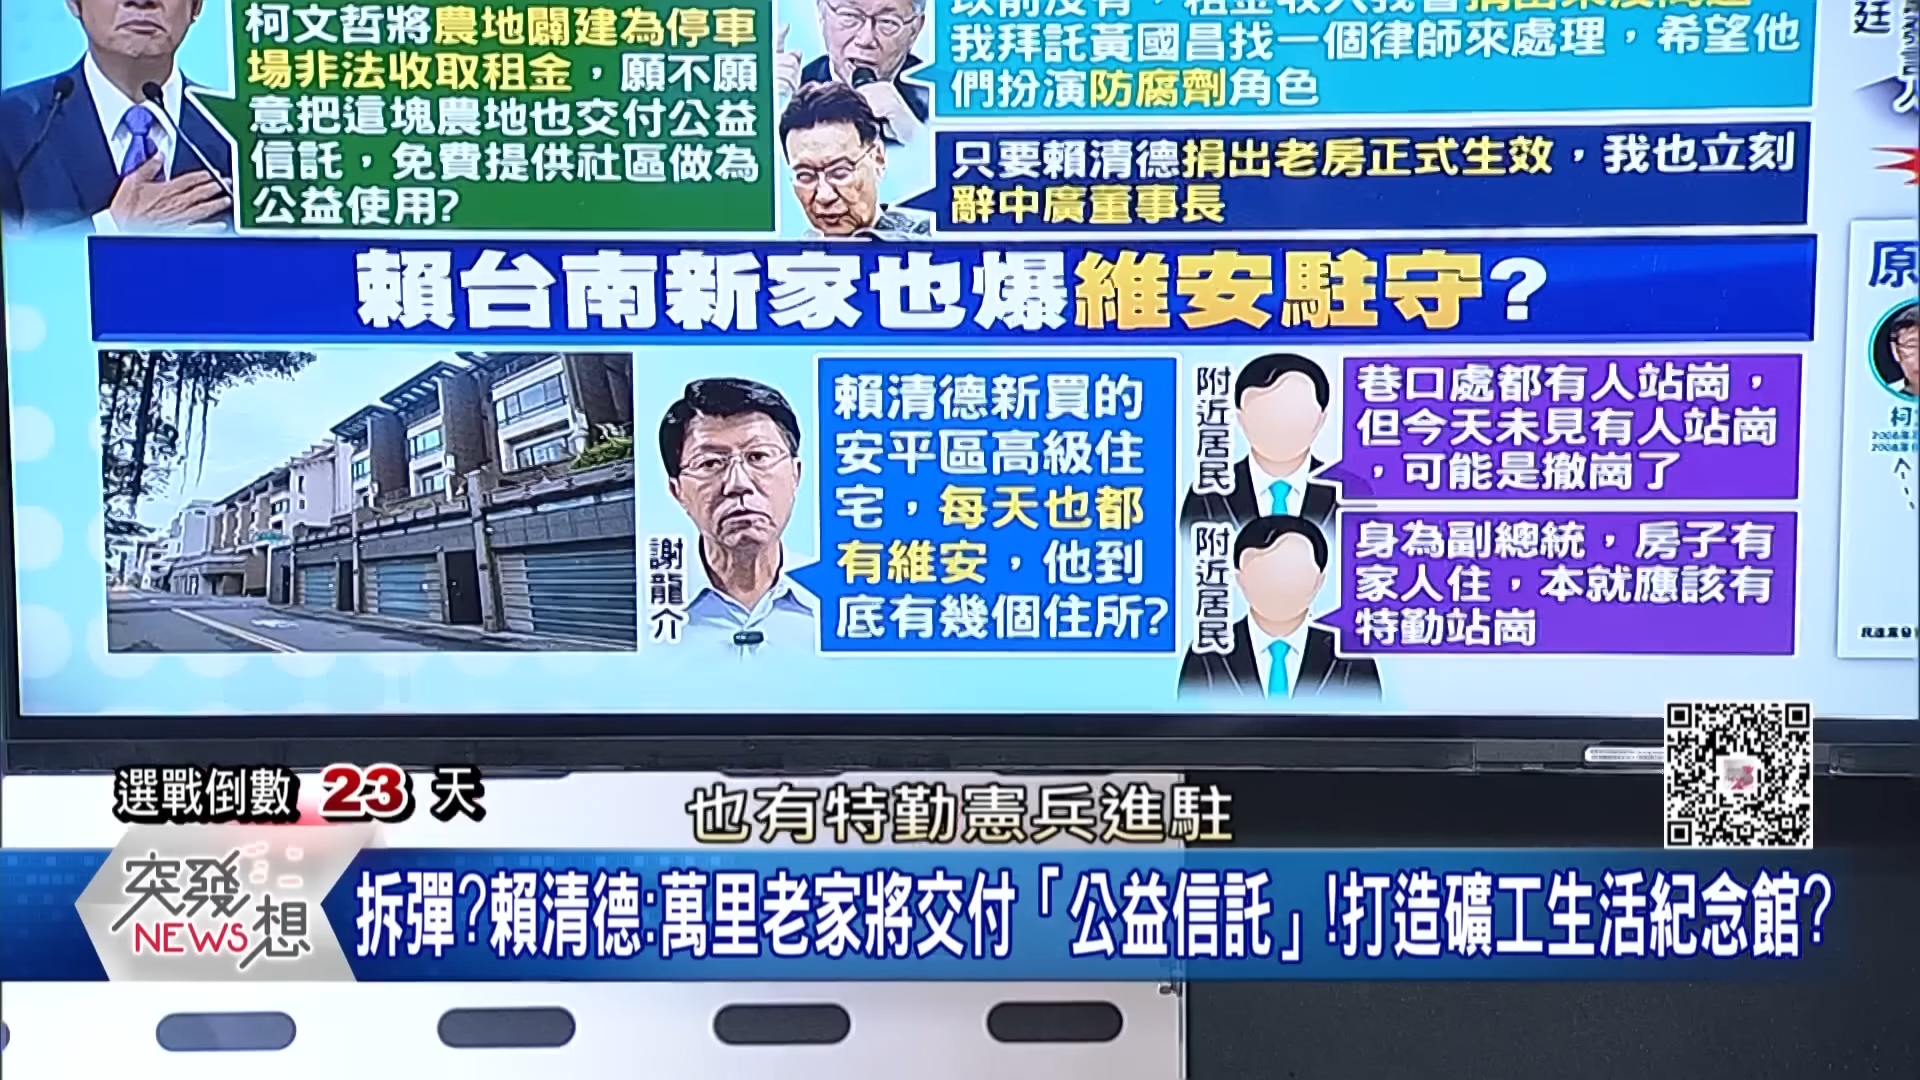 柯文哲將農地闢建為停車
場非法收取租金，願不願
意把這塊農地也交付公益
信託，免費提供社區做為
公益使用?
我拜託黃國昌找一個律師來處理，希望他
們扮演防腐劑角色
只要賴清德捐出老房正式生效，我也立刻
辭中廣董事長
賴台南新家也爆維安駐守?
謝龍介
賴清德新買的
安平區高級住
宅，每天也都
有維安，他到
底有幾個住所?
附近居民
巷口處都有人站崗，
但今天未見有人站崗
，可能是撤崗了
附近居民
身為副總統，房子有
家人住，本就應該有
特勤站崗
原
柯
選戰倒數 23 天
也有特勤憲兵進駐
突發
NEWS想
拆彈?賴清德:萬里老家將交付「公益信託」!打造礦工生活紀念館?